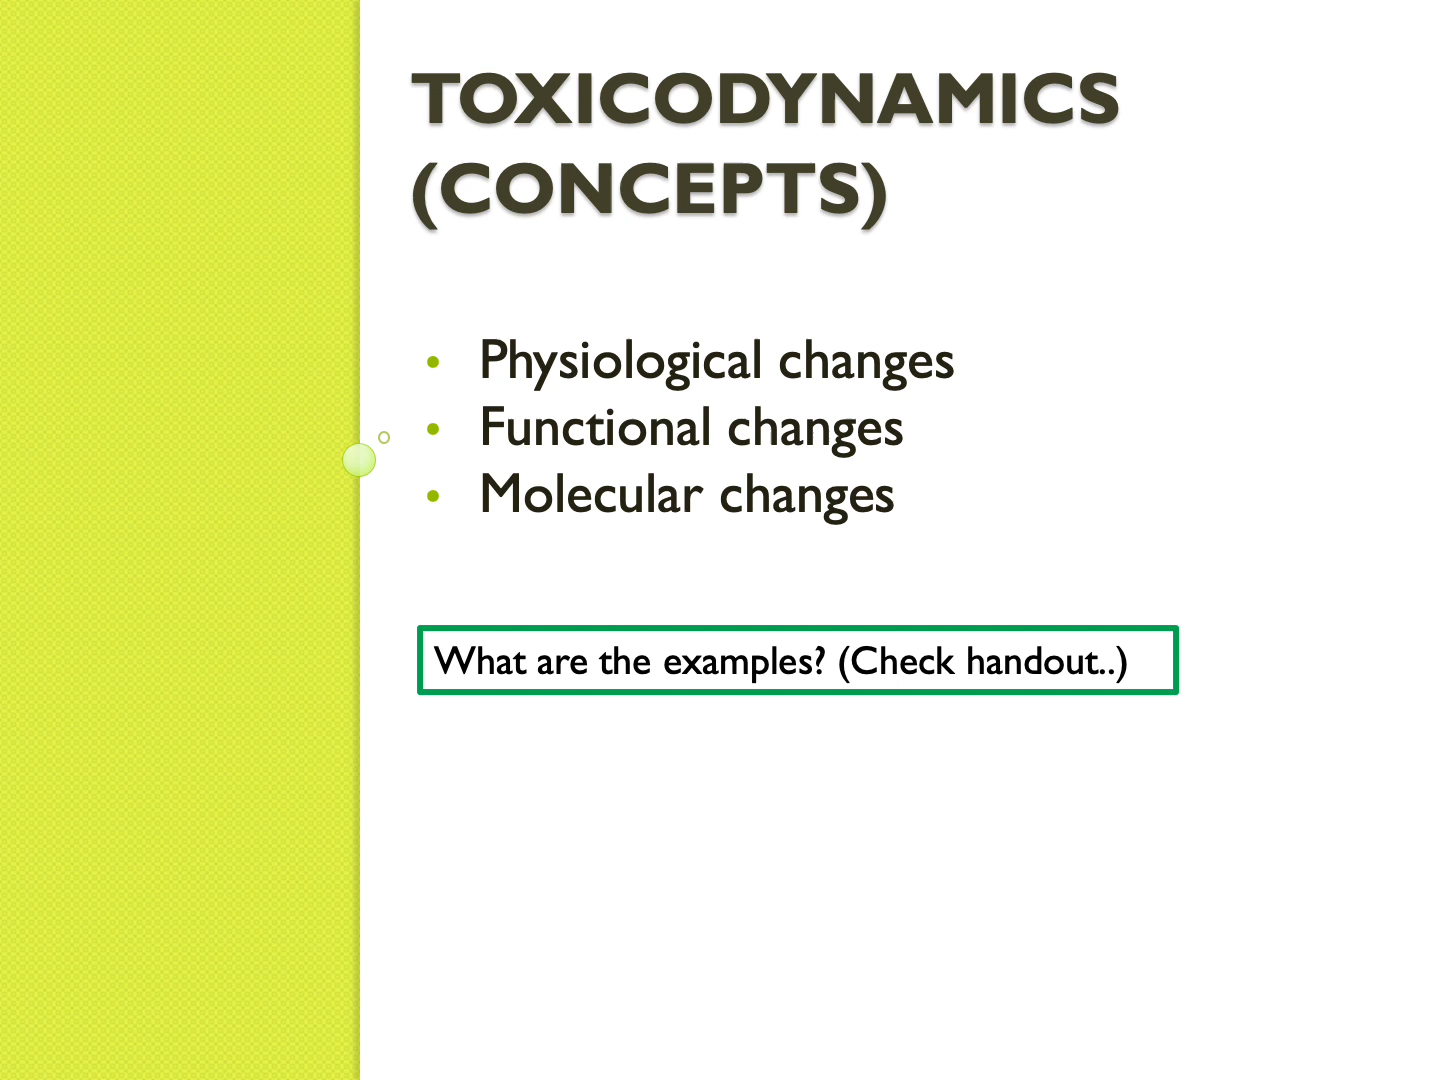 TOXICODYNAMICS
(CONCEPTS)
• Physiological changes
• Functional changes
• Molecular changes
What are the examples? (Check handout..)